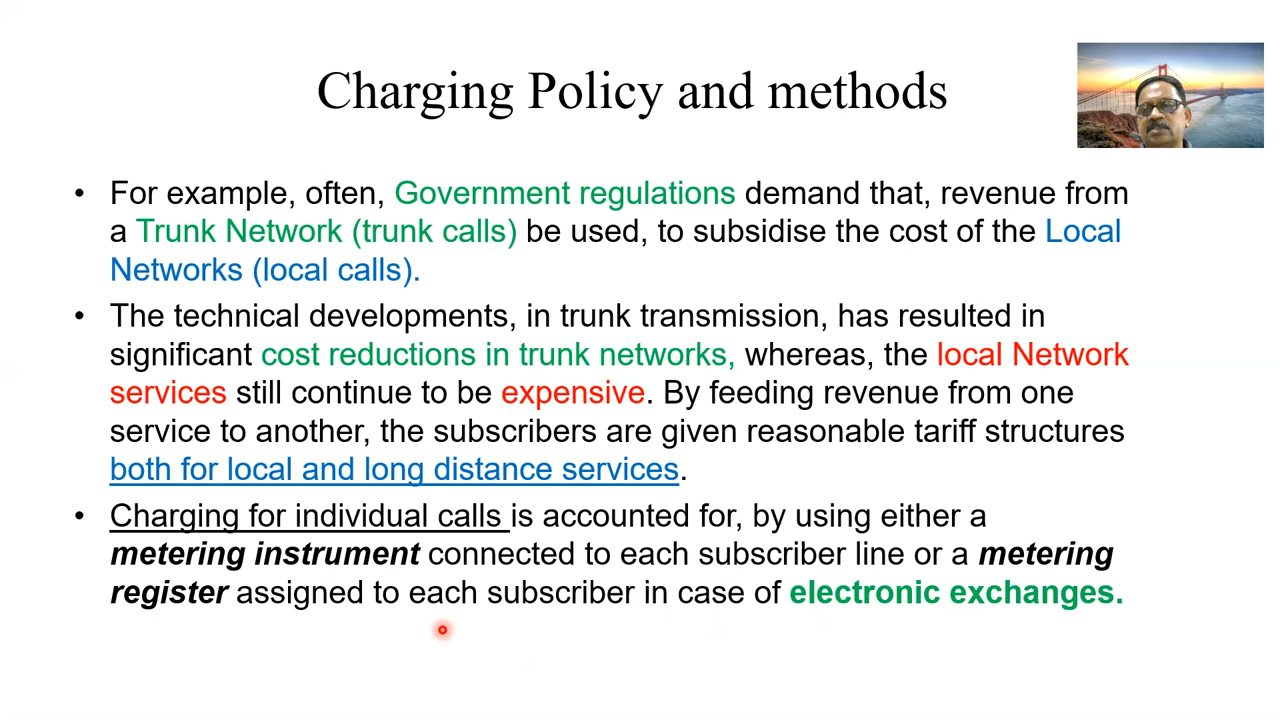 Charging Policy and methods
• For example, often, Government regulations demand that, revenue from
a Trunk Network (trunk calls) be used, to subsidise the cost of the Local
Networks (local calls).
• The technical developments, in trunk transmission, has resulted in
significant cost reductions in trunk networks, whereas, the local Network
services still continue to be expensive. By feeding revenue from one
service to another, the subscribers are given reasonable tariff structures
both for local and long distance services.
• Charging for individual calls is accounted for, by using either a
metering instrument connected to each subscriber line or a metering
register assigned to each subscriber in case of electronic exchanges.